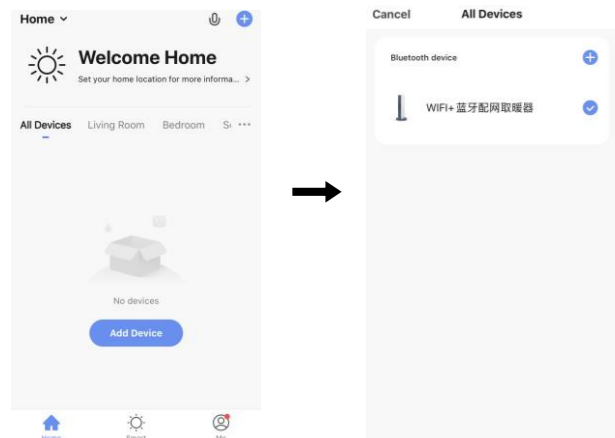 Home
Welcome Home
Set your home location for more informa... >
All Devices Living Room Bedroom
No devices
Add Device
Home Smart Me
Cancel All Devices
Bluetooth device
WIFI+蓝牙配网取暖器